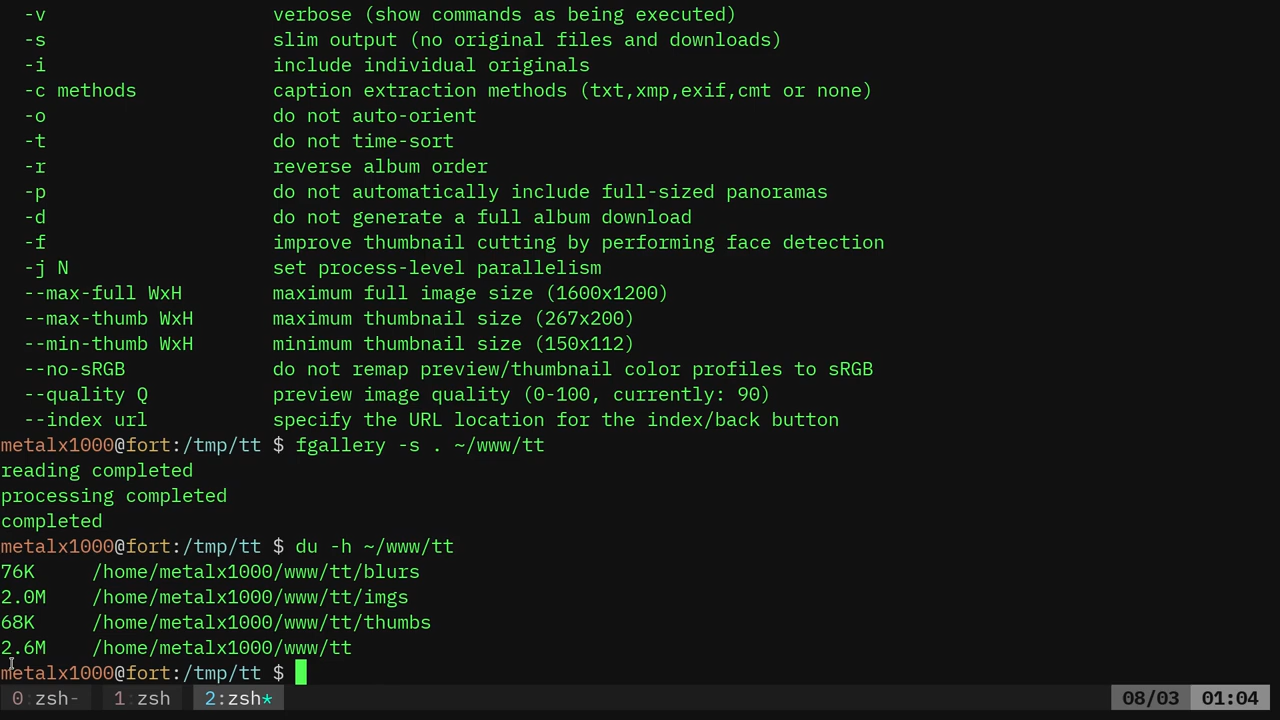 -v                   verbose (show commands as being executed)
-s                   slim output (no original files and downloads)
-i                   include individual originals
-c methods           caption extraction methods (txt,xmp,exif,cmt or none)
-o                   do not auto-orient
-t                   do not time-sort
-r                   reverse album order
-p                   do not automatically include full-sized panoramas
-d                   do not generate a full album download
-f                   improve thumbnail cutting by performing face detection
-j N                 set process-level parallelism
--max-full WxH       maximum full image size (1600x1200)
--max-thumb WxH      maximum thumbnail size (267x200)
--min-thumb WxH      minimum thumbnail size (150x112)
--no-sRGB            do not remap preview/thumbnail color profiles to sRGB
--quality Q          preview image quality (0-100, currently: 90)
--index url          specify the URL location for the index/back button
metalx1000@fort:/tmp/tt $ fgallery -s . ~/www/tt
reading completed
processing completed
completed
metalx1000@fort:/tmp/tt $ du -h ~/www/tt
76K     /home/metalx1000/www/tt/blurs
2.0M    /home/metalx1000/www/tt/imgs
68K     /home/metalx1000/www/tt/thumbs
2.6M    /home/metalx1000/www/tt
metalx1000@fort:/tmp/tt $
0:zsh-  1:zsh  2:zsh*  08/03  01:04